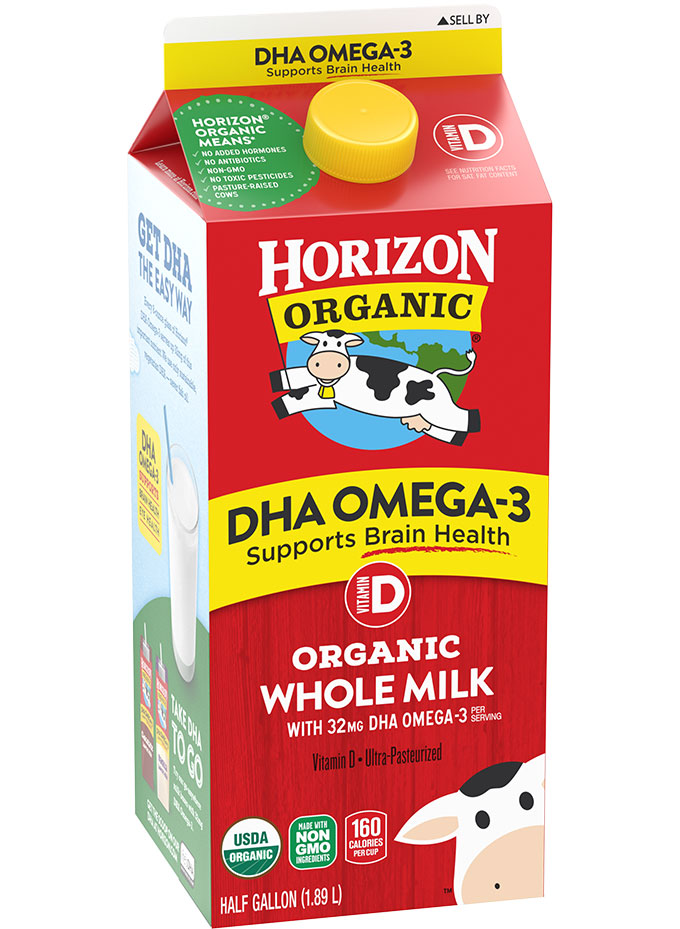 ▲SELL BY
DHA OMEGA-3
Supports Brain Health
HORIZON®
ORGANIC
MEANS*
✓ NO ADDED HORMONES
✓ NO ANTIBIOTICS
✓ NON-GMO
✓ NO TOXIC PESTICIDES
✓ PASTURE-RAISED
COWS
VITAMIN
D
SEE NUTRITION FACTS
FOR SAT FAT CONTENT
HORIZON
ORGANIC
®
DHA OMEGA-3
Supports Brain Health
VITAMIN
D
ORGANIC
WHOLE MILK
WITH 32MG DHA OMEGA-3 PER
SERVING
Vitamin D • Ultra-Pasteurized
USDA
ORGANIC
MADE WITH
NON
GMO
INGREDIENTS
160
CALORIES
PER CUP
TM
HALF GALLON (1.89 L)
GET DHA
THE EASY WAY
DHA
OMEGA-3
SUPPORTS
BRAIN HEALTH
EYE HEALTH
TAKE DHA
TO GO